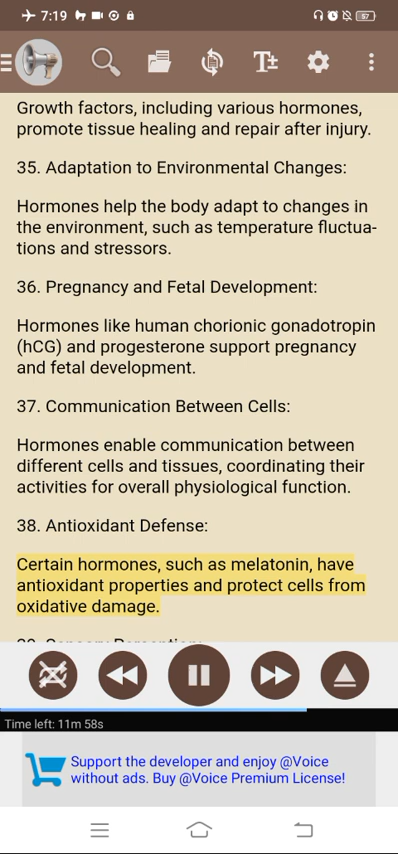 7:19
57
T±
Growth factors, including various hormones,
promote tissue healing and repair after injury.
35. Adaptation to Environmental Changes:
Hormones help the body adapt to changes in
the environment, such as temperature fluctua-
tions and stressors.
36. Pregnancy and Fetal Development:
Hormones like human chorionic gonadotropin
(hCG) and progesterone support pregnancy
and fetal development.
37. Communication Between Cells:
Hormones enable communication between
different cells and tissues, coordinating their
activities for overall physiological function.
38. Antioxidant Defense:
Certain hormones, such as melatonin, have
antioxidant properties and protect cells from
oxidative damage.
Time left: 11m 58s
Support the developer and enjoy @Voice
without ads. Buy @Voice Premium License!